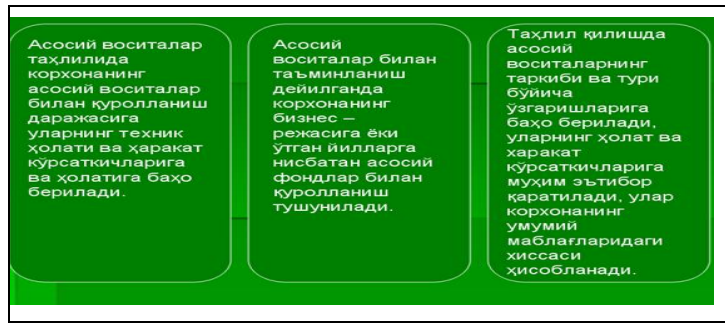 Асосий воситалар
таҳлилида
корхонанинг
асосий воситалар
билан қуролланиш
даражасига
уларнинг техник
ҳолати ва ҳаракат
кўрсаткичларига
ва ҳолатига баҳо
берилади.
Асосий
воситалар билан
таъминланиш
дейилганда
корхонанинг
бизнес –
режасига ёки
ўтган йилларга
нисбатан асосий
фондлар билан
қуролланиш
тушунилади.
Таҳлил қилишда
асосий
воситаларнинг
таркиби ва тури
бўйича
ўзгаришларига
баҳо берилади,
уларнинг ҳолат ва
харакат
кўрсаткичларига
муҳим эътибор
қаратилади, улар
корхонанинг
умумий
маблағларидаги
хиссаси
ҳисобланади.